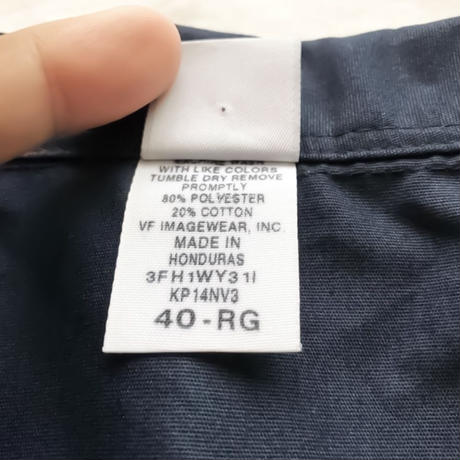 WITH LIKE COLORS
TUMBLE DRY REMOVE
PROMPTLY
80% POLYESTER
20% COTTON
VF IMAGEWEAR, INC.
MADE IN
HONDURAS
3FH1WY31I
KP14NV3
40-RG